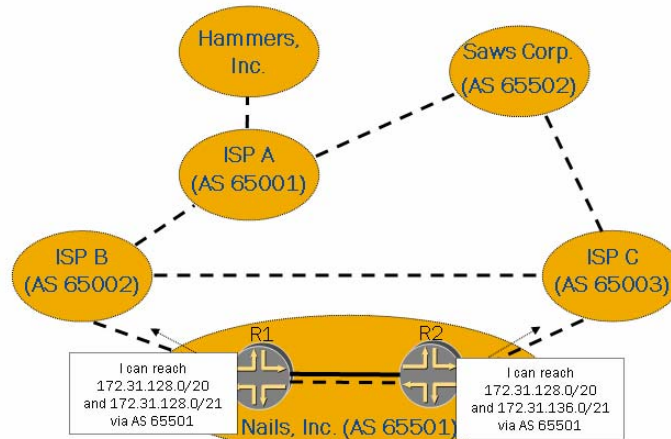 Hammers,
Inc.
Saws Corp.
(AS 65502)
ISP A
(AS 65001)
ISP B
(AS 65002)
ISP C
(AS 65003)
R1
R2
I can reach
172.31.128.0/20
and 172.31.128.0/21
via AS 65501
I can reach
172.31.128.0/20
and 172.31.136.0/21
via AS 65501
Nails, Inc. (AS 65501)